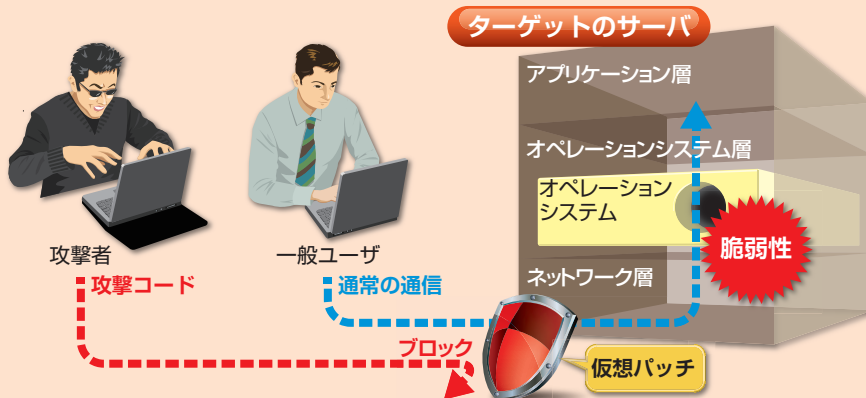 ターゲットのサーバ
アプリケーション層
オペレーションシステム層
オペレーション
システム
脆弱性
ネットワーク層
攻撃者
一般ユーザ
攻撃コード
通常の通信
ブロック
仮想パッチ